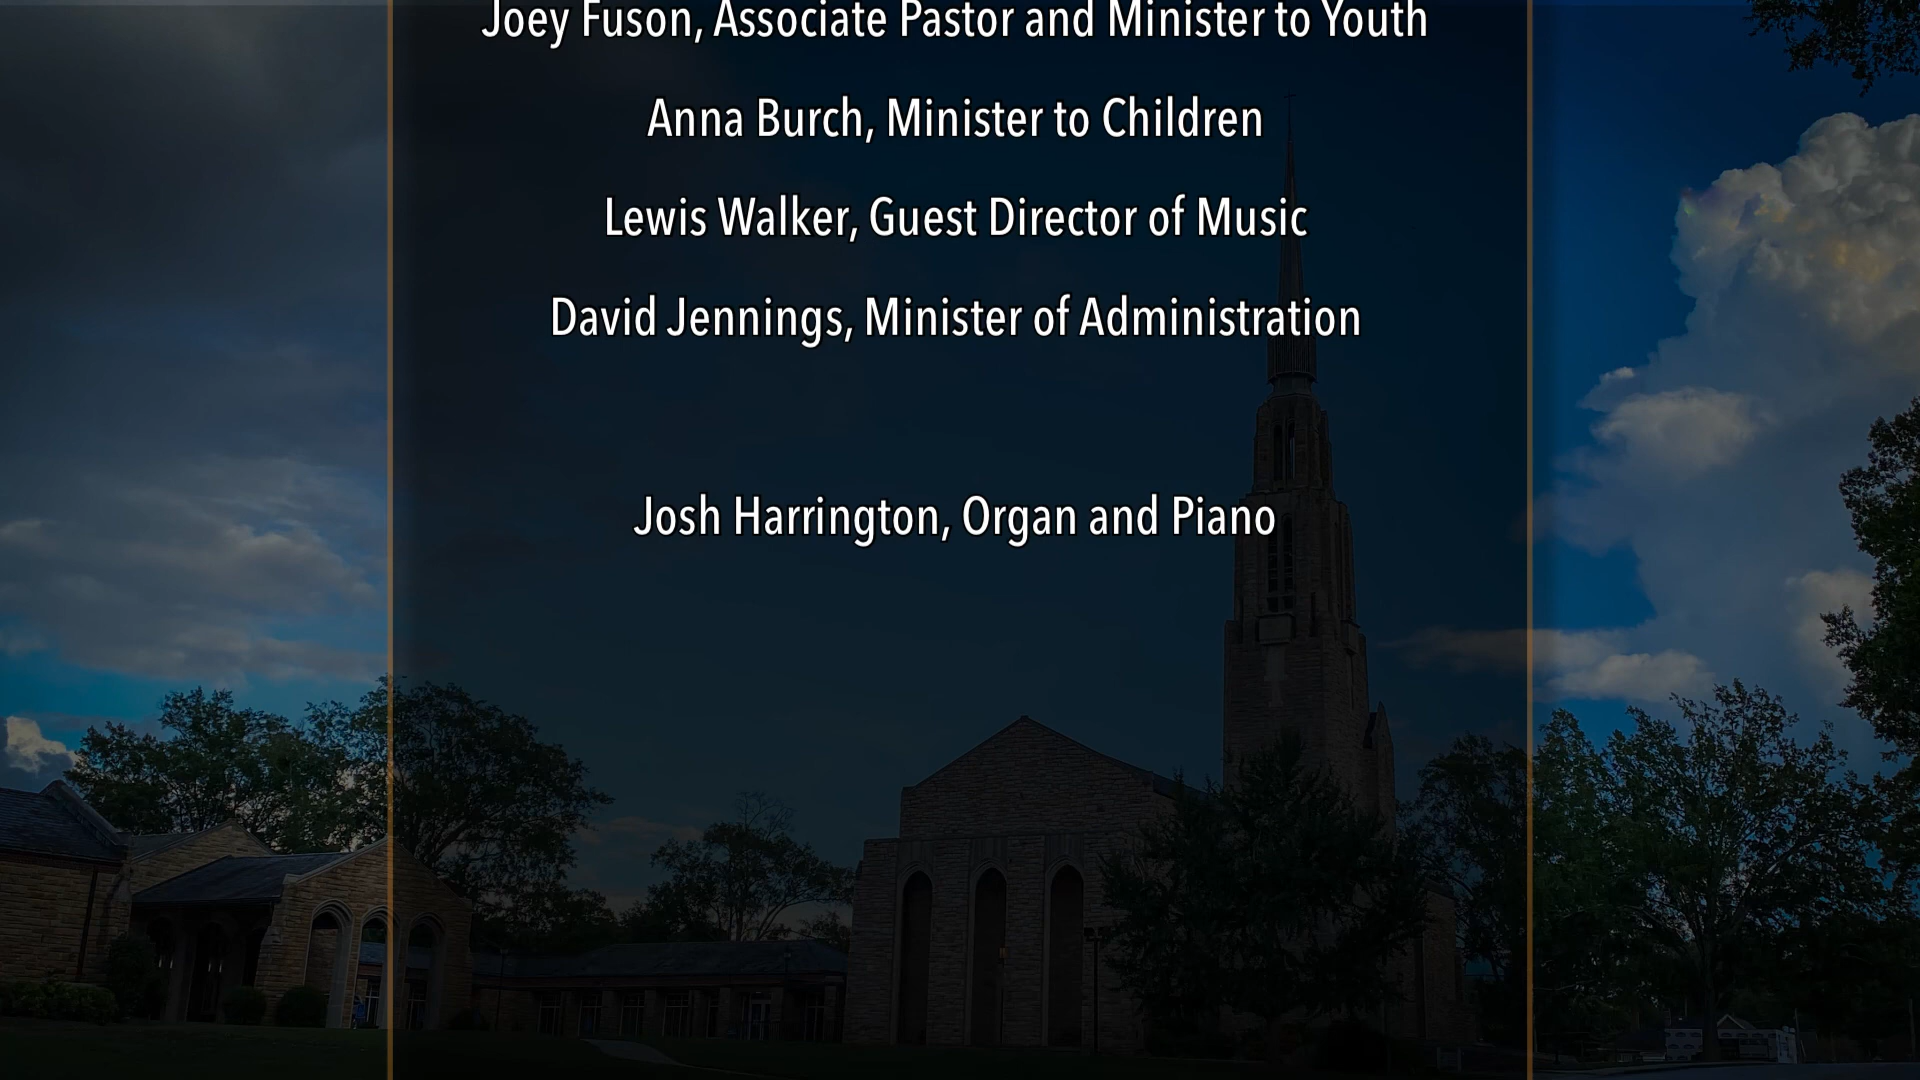 Joey Fuson, Associate Pastor and Minister to Youth
Anna Burch, Minister to Children
Lewis Walker, Guest Director of Music
David Jennings, Minister of Administration
Josh Harrington, Organ and Piano